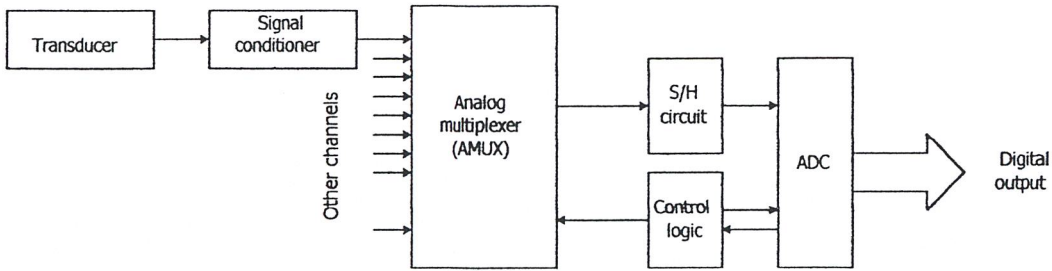 Transducer
Signal
conditioner
Other channels
Analog
multiplexer
(AMUX)
S/H
circuit
Control
logic
ADC
Digital
output